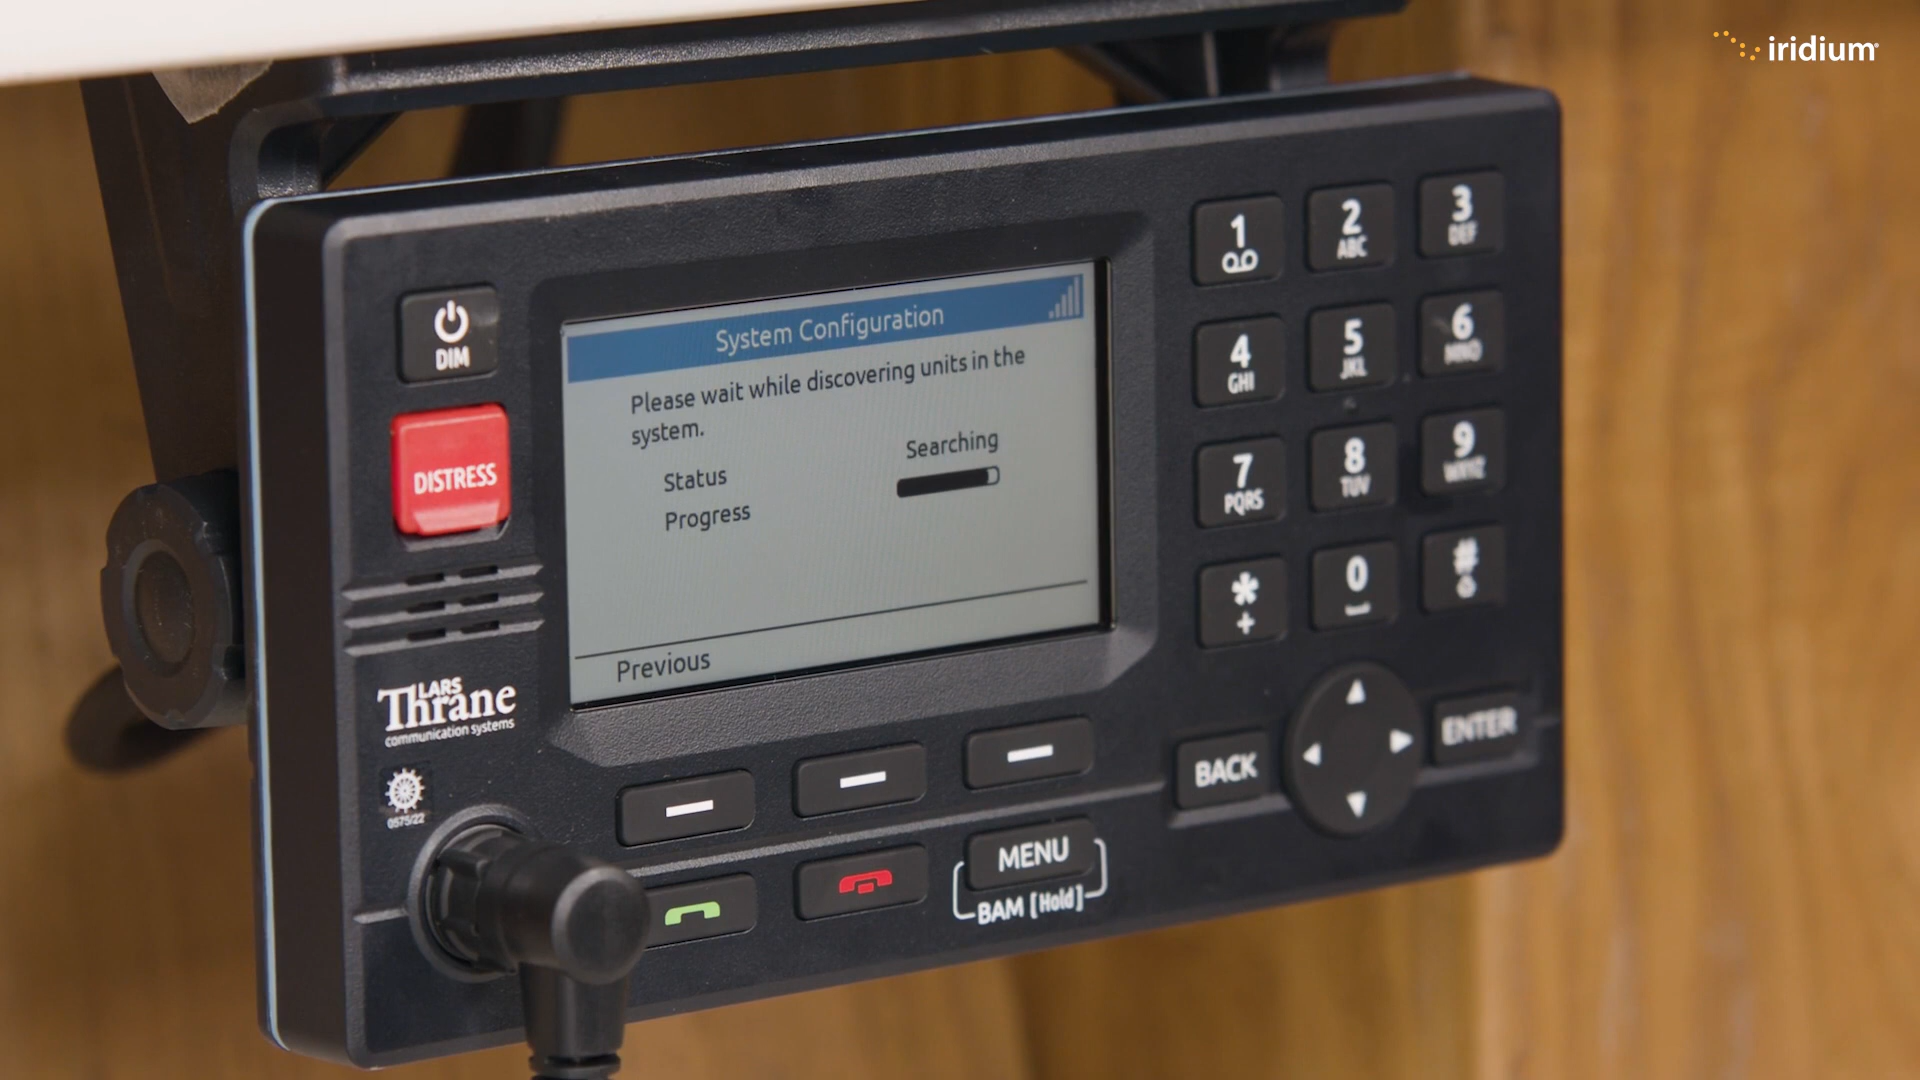 iridium
System Configuration
Please wait while discovering units in the
system.
Status Searching
Progress
Previous
DIM
DISTRESS
LARS
Thrane
communication systems
0575/22
1
2
ABC
3
DEF
4
GHI
5
JKL
6
MNO
7
PQRS
8
TUV
9
WXYZ
*
+
0
#
BACK
ENTER
MENU
BAM [Hold]